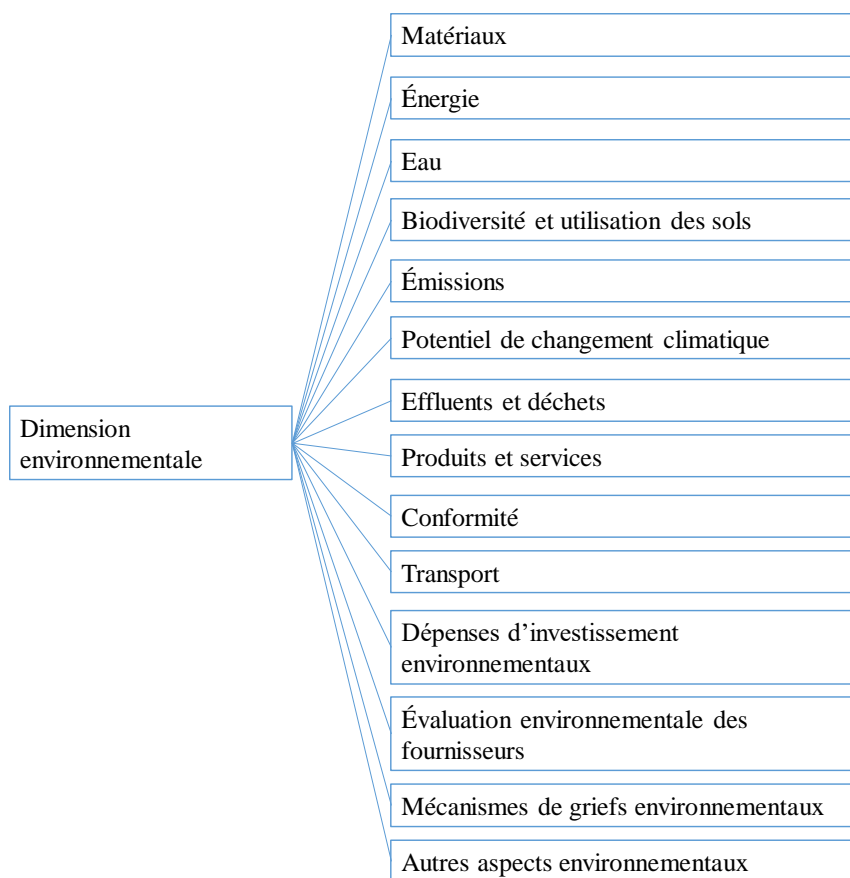 Matériaux
Énergie
Eau
Biodiversité et utilisation des sols
Émissions
Potentiel de changement climatique
Effluents et déchets
Dimension
environnementale
Produits et services
Conformité
Transport
Dépenses d’investissement
environnementaux
Évaluation environnementale des
fournisseurs
Mécanismes de griefs environnementaux
Autres aspects environnementaux